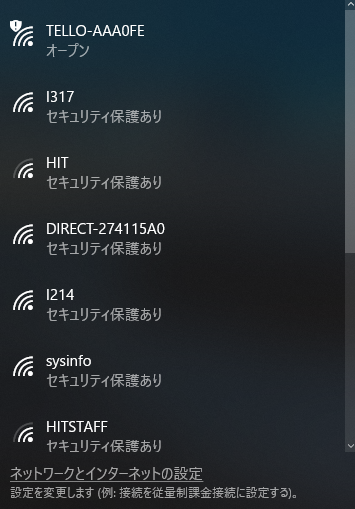 TELLO-AAA0FE
オープン
I317
セキュリティ保護あり
HIT
セキュリティ保護あり
DIRECT-274115A0
セキュリティ保護あり
I214
セキュリティ保護あり
sysinfo
セキュリティ保護あり
HITSTAFF
セキュリティ保護あり
ネットワークとインターネットの設定
設定を変更します (例: 接続を従量制課金接続に設定する)。